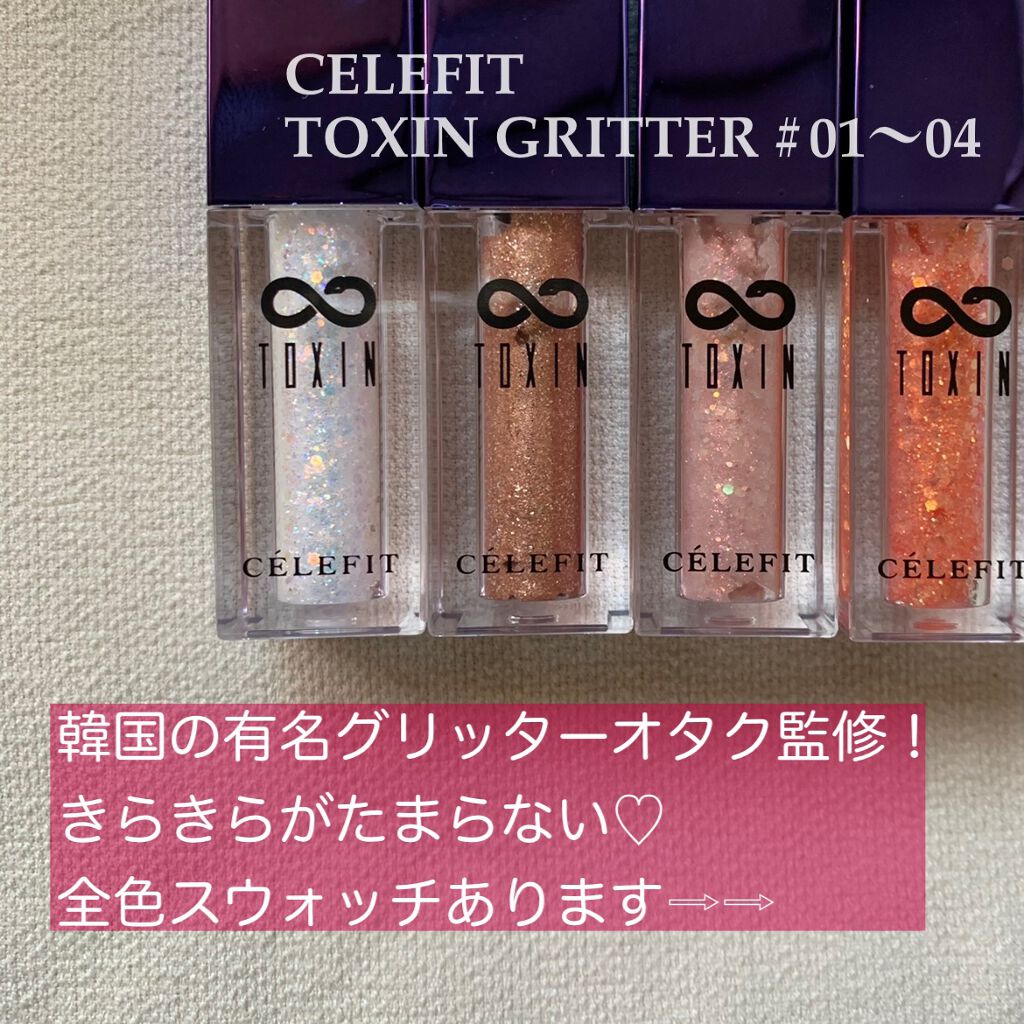 CELEFIT
TOXIN GRITTER #01～04
TOXIN
TOXIN
TOXIN
TOXIN
CÉLEFIT
CÉLEFIT
CÉLEFIT
CÉLEFIT
韓国の有名グリッターオタク監修！
きらきらがたまらない♡
全色スウォッチあります⇨⇨